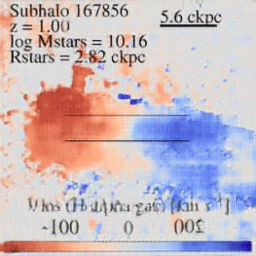 Subhalo 167856
z = 1.00
log Mstars = 10.16
Rstars = 2.82 ckpc
5.6 ckpc
-100 0